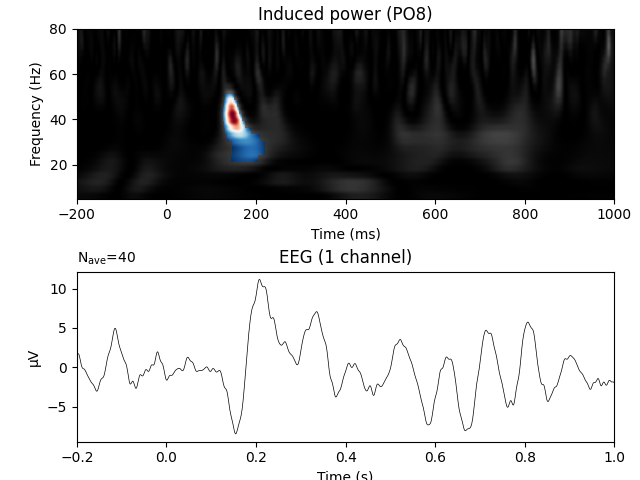 Induced power (PO8)
80
60
40
20
Frequency (Hz)
−200 0 200 400 600 800 1000
Time (ms)
Nave=40 EEG (1 channel)
10
5
0
−5
µV
−0.2 0.0 0.2 0.4 0.6 0.8 1.0
Time (s)